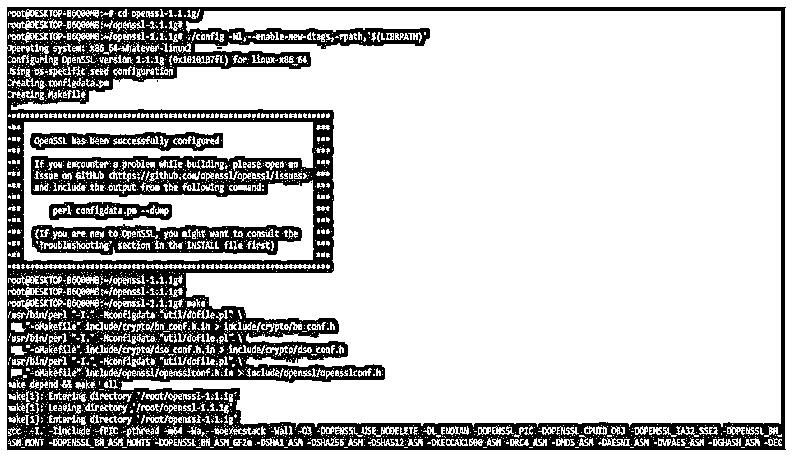 root@DESKTOP-B6QO0MB:~# cd openssl-1.1.1g/
root@DESKTOP-B6QO0MB:~/openssl-1.1.1g#
root@DESKTOP-B6QO0MB:~/openssl-1.1.1g# ./config -Wl,--enable-new-dtags,-rpath,'$(LIBRPATH)'
Operating system: x86_64-whatever-linux2
Configuring OpenSSL version 1.1.1g (0x1010107fL) for linux-x86_64
Using os-specific seed configuration
Creating configdata.pm
Creating Makefile
**********************************************************************
*** ***
*** OpenSSL has been successfully configured ***
*** ***
*** If you encounter a problem while building, please open an ***
*** issue on GitHub <https://github.com/openssl/openssl/issues> ***
*** and include the output from the following command: ***
*** ***
*** perl configdata.pm --dump ***
*** ***
*** (If you are new to OpenSSL, you might want to consult the ***
*** 'Troubleshooting' section in the INSTALL file first) ***
*** ***
**********************************************************************
root@DESKTOP-B6QO0MB:~/openssl-1.1.1g#
root@DESKTOP-B6QO0MB:~/openssl-1.1.1g#
root@DESKTOP-B6QO0MB:~/openssl-1.1.1g# make
/usr/bin/perl "-I." -Mconfigdata "util/dofile.pl" \
"-oMakefile" include/crypto/bn_conf.h.in > include/crypto/bn_conf.h
/usr/bin/perl "-I." -Mconfigdata "util/dofile.pl" \
"-oMakefile" include/crypto/dso_conf.h.in > include/crypto/dso_conf.h
/usr/bin/perl "-I." -Mconfigdata "util/dofile.pl" \
"-oMakefile" include/openssl/opensslconf.h.in > include/openssl/opensslconf.h
make depend && make _all
make[1]: Entering directory '/root/openssl-1.1.1g'
make[1]: Leaving directory '/root/openssl-1.1.1g'
make[1]: Entering directory '/root/openssl-1.1.1g'
gcc -I. -Iinclude -fPIC -pthread -m64 -Wa,--noexecstack -Wall -O3 -DOPENSSL_USE_NODELETE -DL_ENDIAN -DOPENSSL_PIC -DOPENSSL_CPUID_OBJ -DOPENSSL_IA32_SSE2 -DOPENSSL_BN_
ASM_MONT -DOPENSSL_BN_ASM_MONT5 -DOPENSSL_BN_ASM_GF2m -DSHA1_ASM -DSHA256_ASM -DSHA512_ASM -DKECCAK1600_ASM -DRC4_ASM -DMD5_ASM -DAESNI_ASM -DVPAES_ASM -DGHASH_ASM -DEC